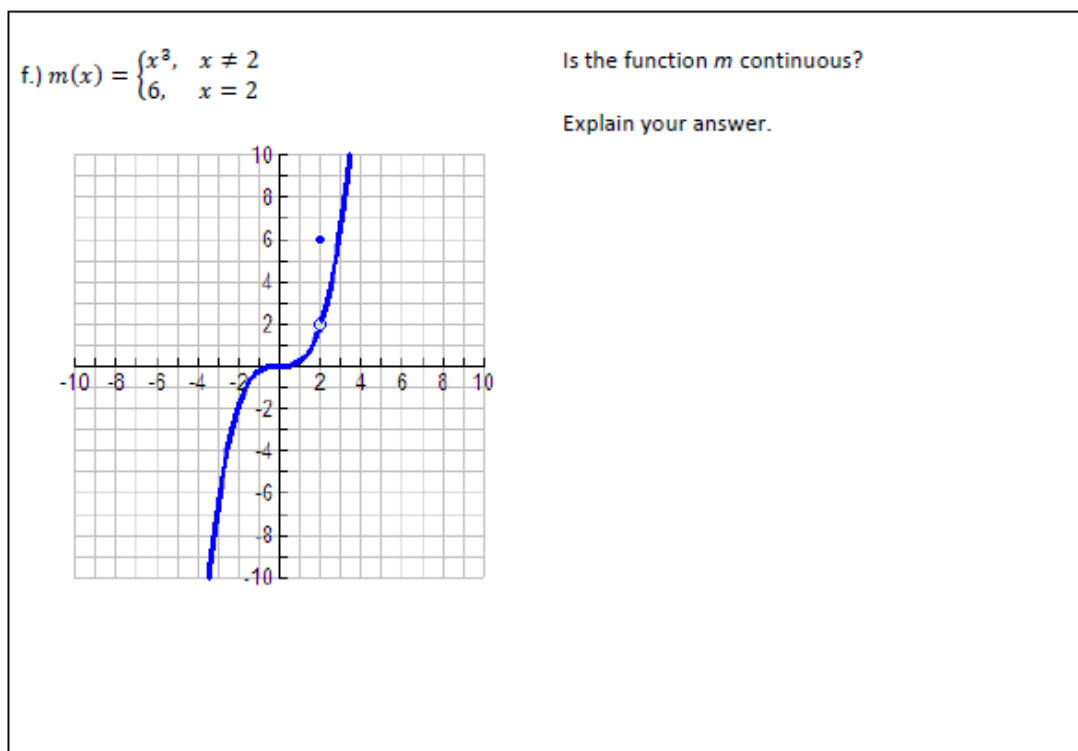 f.) m(x) = {x³, x ≠ 2
{6, x = 2
Is the function m continuous?
Explain your answer.
10
8
6
4
2
-10 -8 -6 -4 -2 2 4 6 8 10
-2
-4
-6
-8
-10